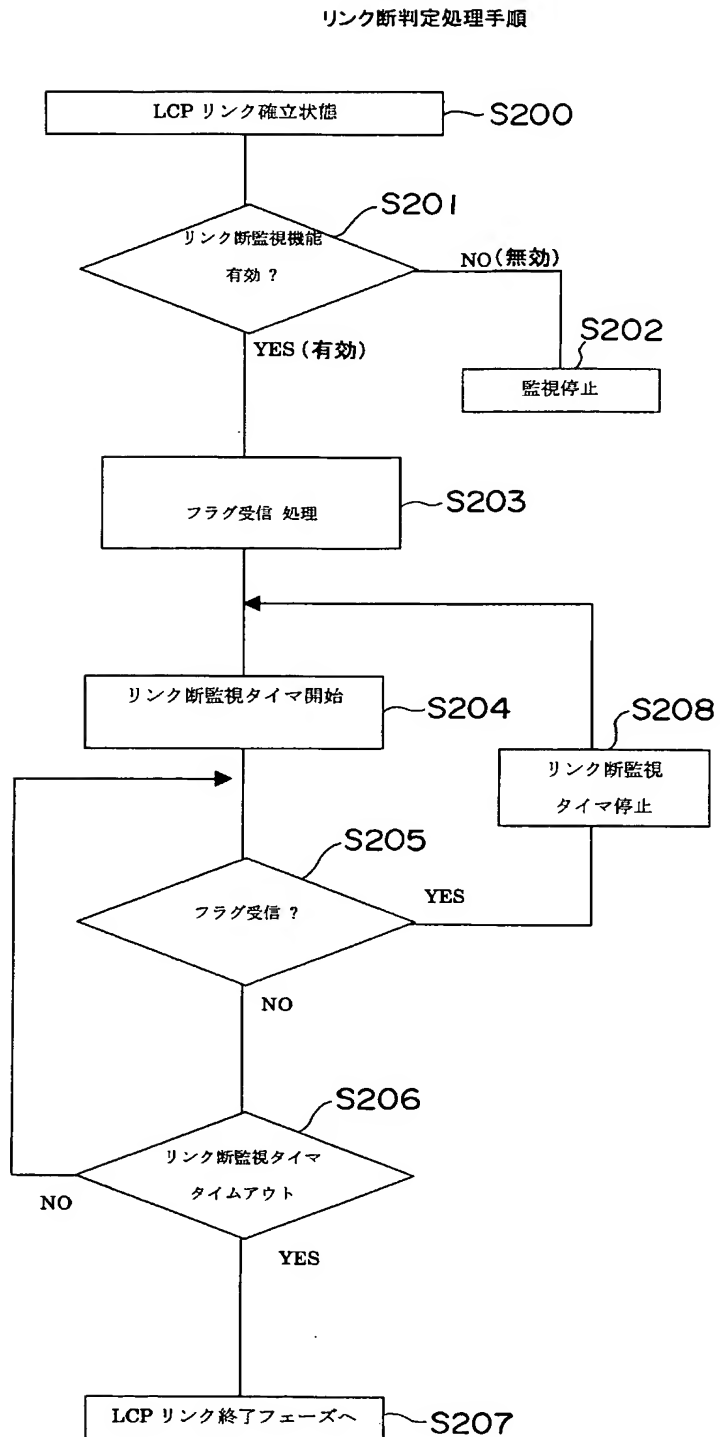 リンク断判定処理手順
LCP リンク確立状態
S200
S201
リンク断監視機能
有効 ?
NO(無効)
YES(有効)
S202
監視停止
フラグ受信 処理
S203
リンク断監視タイマ開始
S204
S208
リンク断監視
タイマ停止
S205
フラグ受信 ?
YES
NO
S206
リンク断監視タイマ
タイムアウト
NO
YES
LCP リンク終了フェーズへ
S207